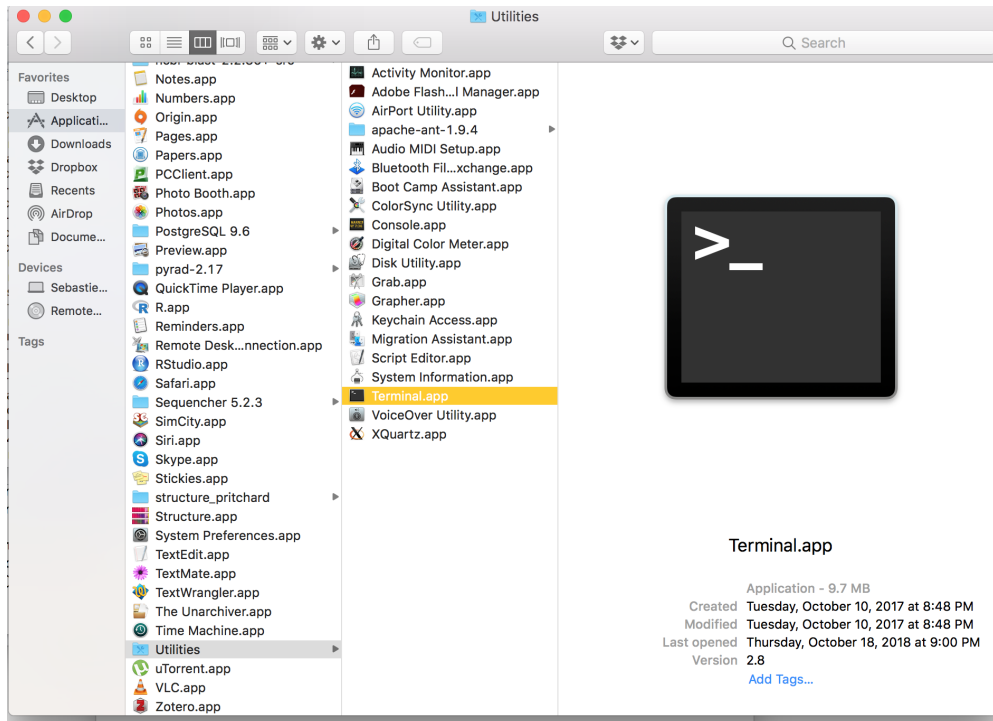 Utilities
Search
Favorites
Desktop
Applicati...
Downloads
Dropbox
Recents
AirDrop
Docume...
Devices
Sebastie...
Remote...
Tags
Notes.app
Numbers.app
Origin.app
Pages.app
Papers.app
PCClient.app
Photo Booth.app
Photos.app
PostgreSQL 9.6
Preview.app
pyrad-2.17
QuickTime Player.app
R.app
Reminders.app
Remote Desk...nnection.app
RStudio.app
Safari.app
Sequencher 5.2.3
SimCity.app
Siri.app
Skype.app
Stickies.app
structure_pritchard
Structure.app
System Preferences.app
TextEdit.app
TextMate.app
TextWrangler.app
The Unarchiver.app
Time Machine.app
Utilities
uTorrent.app
VLC.app
Zotero.app
Activity Monitor.app
Adobe Flash...l Manager.app
AirPort Utility.app
apache-ant-1.9.4
Audio MIDI Setup.app
Bluetooth Fil...xchange.app
Boot Camp Assistant.app
ColorSync Utility.app
Console.app
Digital Color Meter.app
Disk Utility.app
Grab.app
Grapher.app
Keychain Access.app
Migration Assistant.app
Script Editor.app
System Information.app
Terminal.app
VoiceOver Utility.app
XQuartz.app
>_
Terminal.app
Application - 9.7 MB
Created Tuesday, October 10, 2017 at 8:48 PM
Modified Tuesday, October 10, 2017 at 8:48 PM
Last opened Thursday, October 18, 2018 at 9:00 PM
Version 2.8
Add Tags...